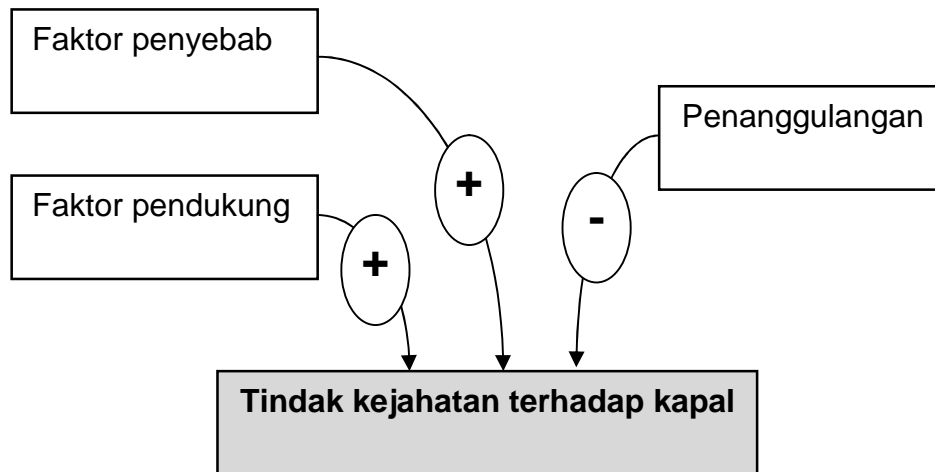 Faktor penyebab
Penanggulangan
Faktor pendukung
+
-
+
Tindak kejahatan terhadap kapal